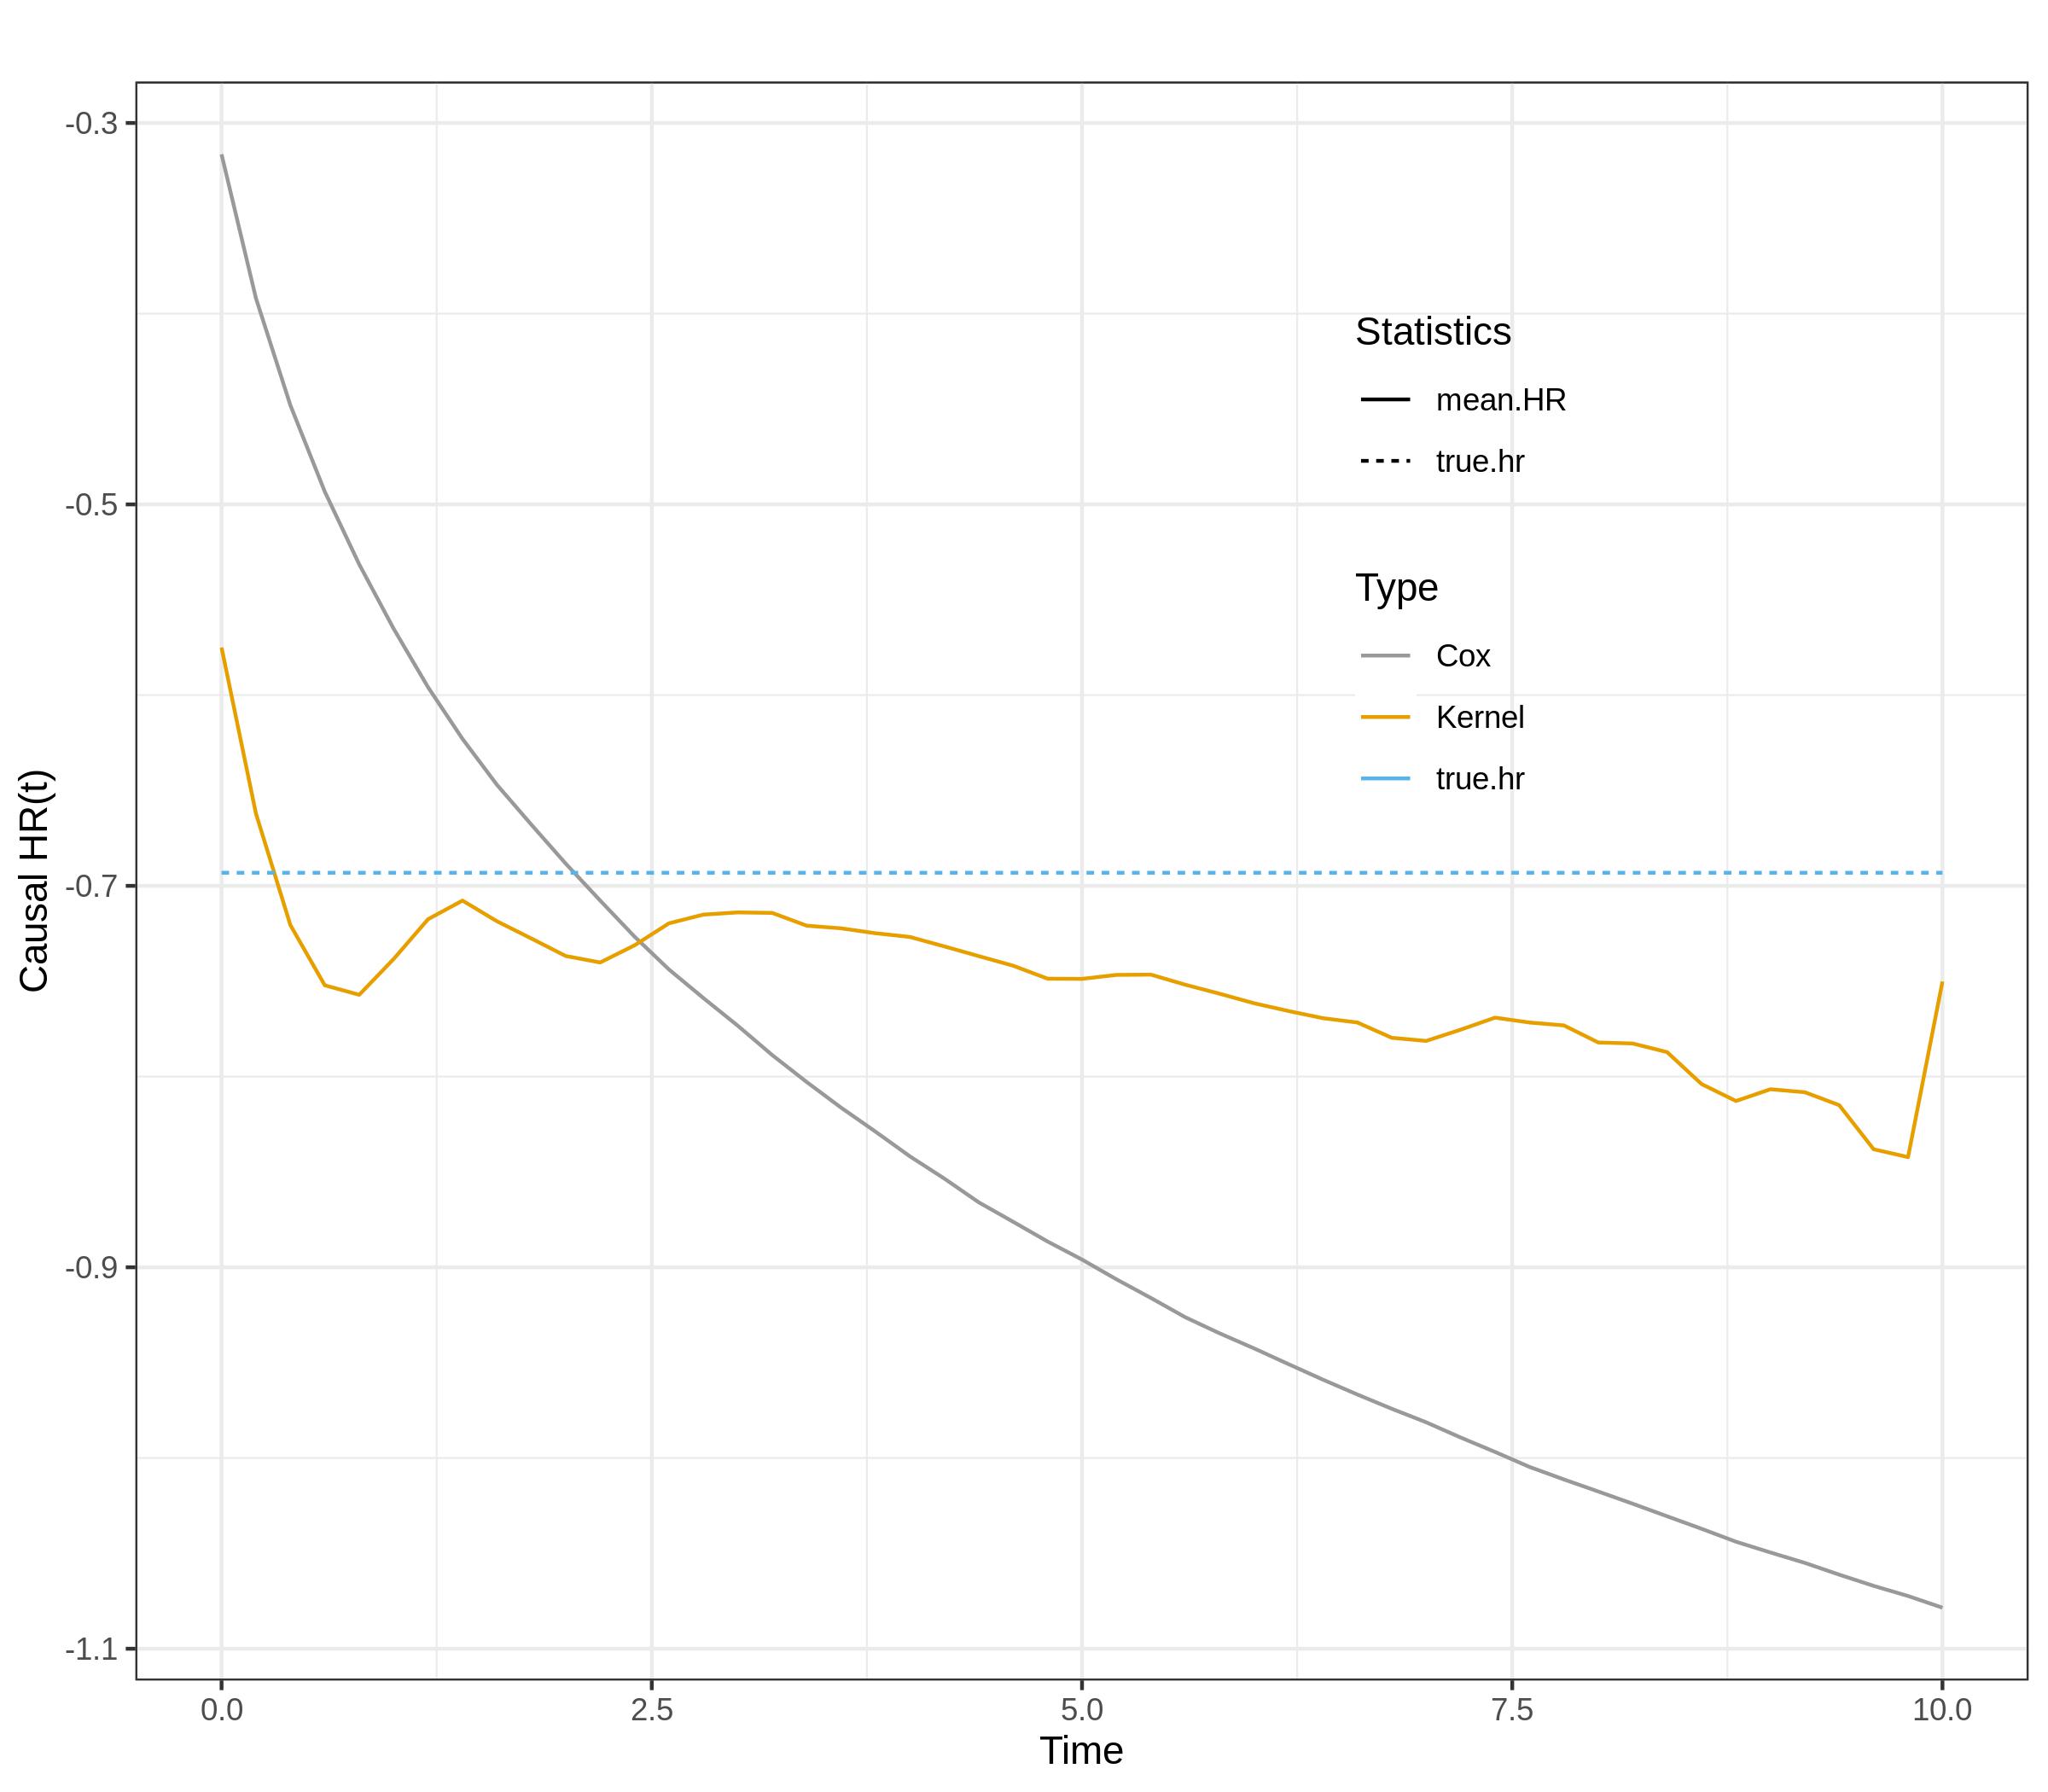 Causal HR(t)
-0.3
-0.5
-0.7
-0.9
-1.1
Statistics
mean.HR
true.hr
Type
Cox
Kernel
true.hr
0.0 2.5 5.0 7.5 10.0
Time